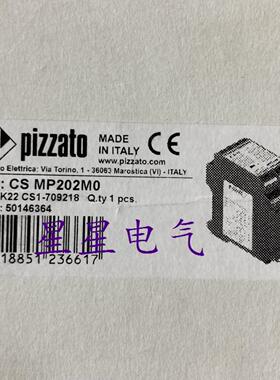 pizzato
MADE
IN ITALY
CE
www.pizzato.com
Elettrica: Via Torino, 1 - 36063 Marostica (VI) - ITALY
: CS MP202M0
K22 CS1-709218 Q.ty 1 pcs.
: 50146364
18851 236617
星星电气